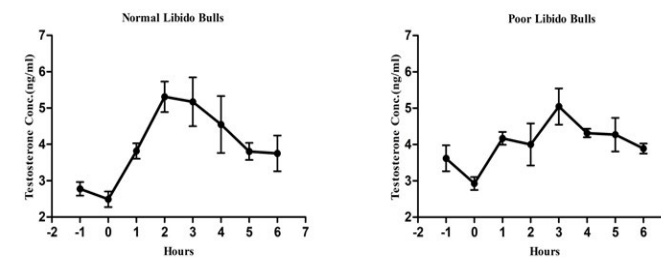 Normal Libido Bulls
Testosterone Conc.(ng/ml)
7
6
5
4
3
2
-2 -1 0 1 2 3 4 5 6 7
Hours
Poor Libido Bulls
Testosterone Conc.(ng/ml)
7
6
5
4
3
2
-2 -1 0 1 2 3 4 5 6
Hours